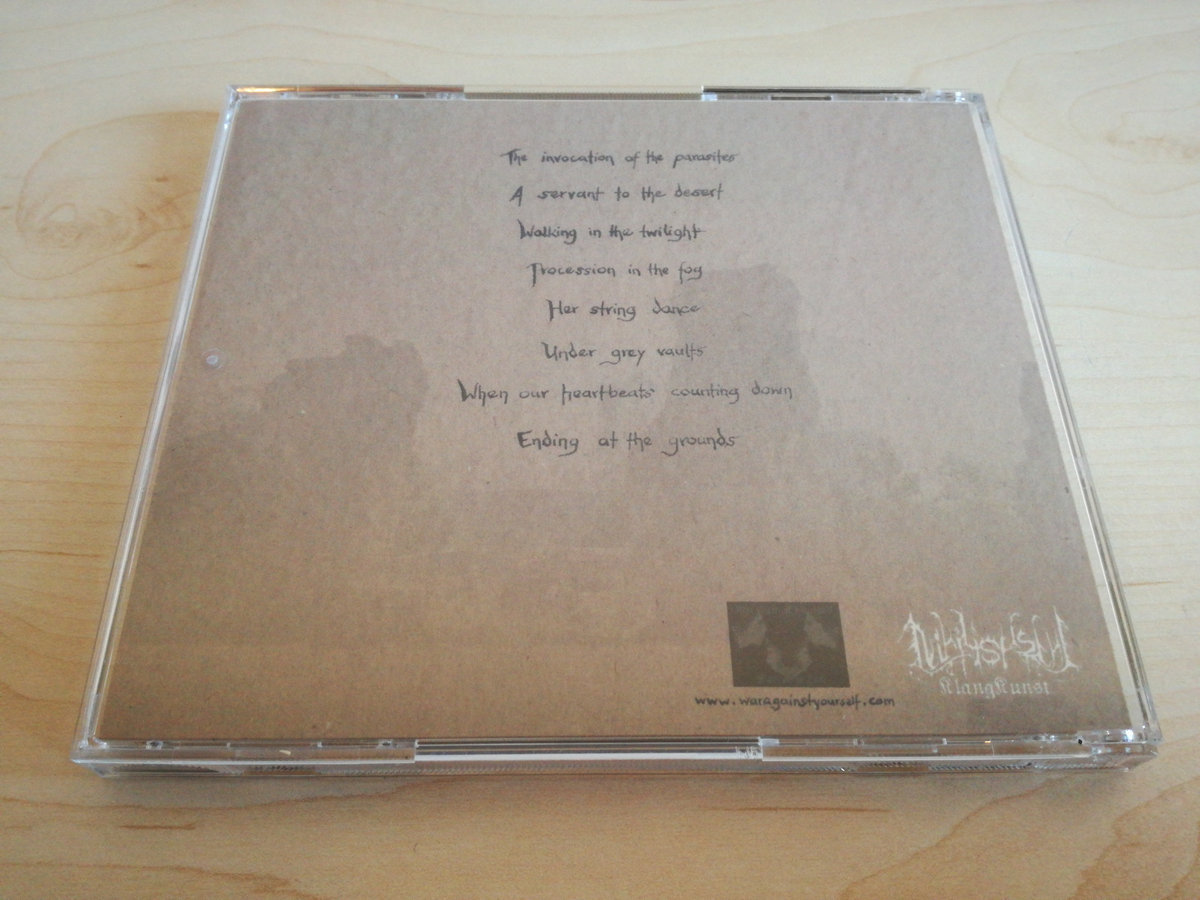 The invocation of the parasites
A servant to the desert
Walking in the twilight
Procession in the fog
Her string dance
Under grey vaults
When our heartbeats counting down
Ending at the grounds
www.waragainstyourself.com
KlangKunst